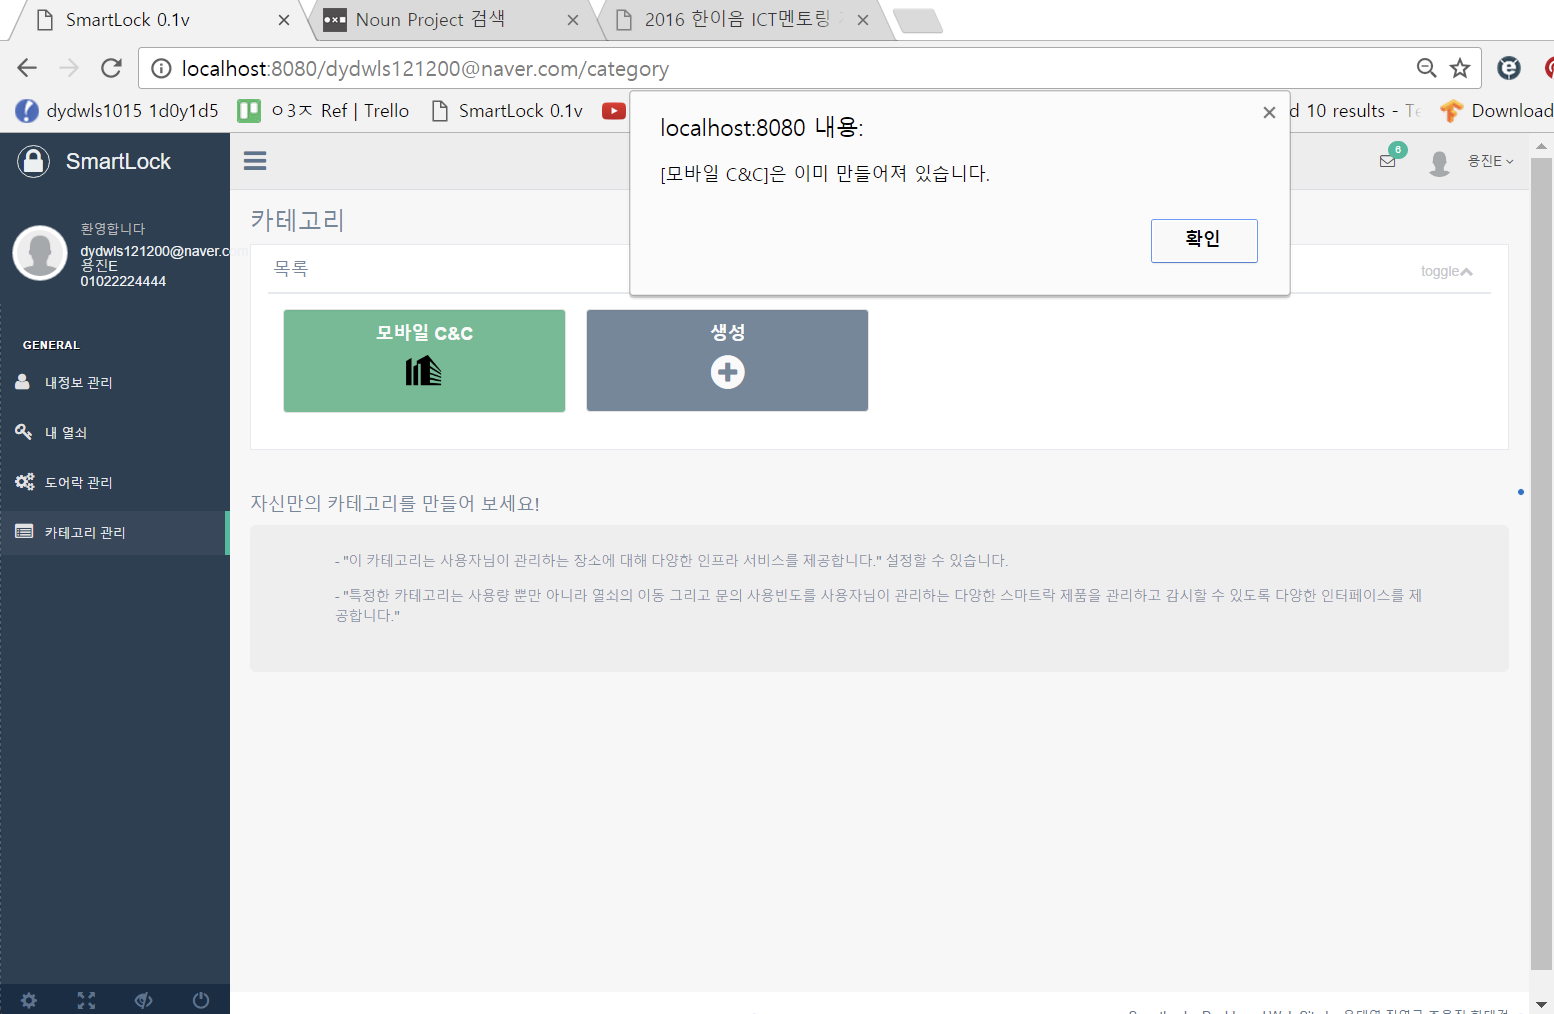 SmartLock 0.1v
Noun Project 검색
2016 한이음 ICT멘토링
localhost:8080/dydwls121200@naver.com/category
dydwls1015 1d0y1d5
ㅇ3ㅈ Ref | Trello
SmartLock 0.1v
d 10 results - Te
Download
localhost:8080 내용:
[모바일 C&C]은 이미 만들어져 있습니다.
확인
SmartLock
6
용진E
환영합니다
dydwls121200@naver.com
용진E
01022224444
GENERAL
내정보 관리
내 열쇠
도어락 관리
카테고리 관리
카테고리
목록
toggle
모바일 C&C
생성
자신만의 카테고리를 만들어 보세요!
- "이 카테고리는 사용자님이 관리하는 장소에 대해 다양한 인프라 서비스를 제공합니다." 설정할 수 있습니다.
- "특정한 카테고리는 사용량 뿐만 아니라 열쇠의 이동 그리고 문의 사용빈도를 사용자님이 관리하는 다양한 스마트락 제품을 관리하고 감시할 수 있도록 다양한 인터페이스를 제
공합니다."